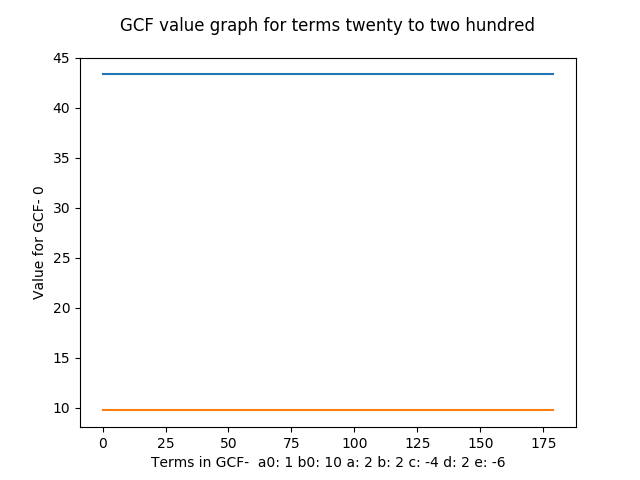 GCF value graph for terms twenty to two hundred
45
40
35
30
25
20
15
10
Value for GCF- 0
0 25 50 75 100 125 150 175
Terms in GCF-  a0: 1 b0: 10 a: 2 b: 2 c: -4 d: 2 e: -6